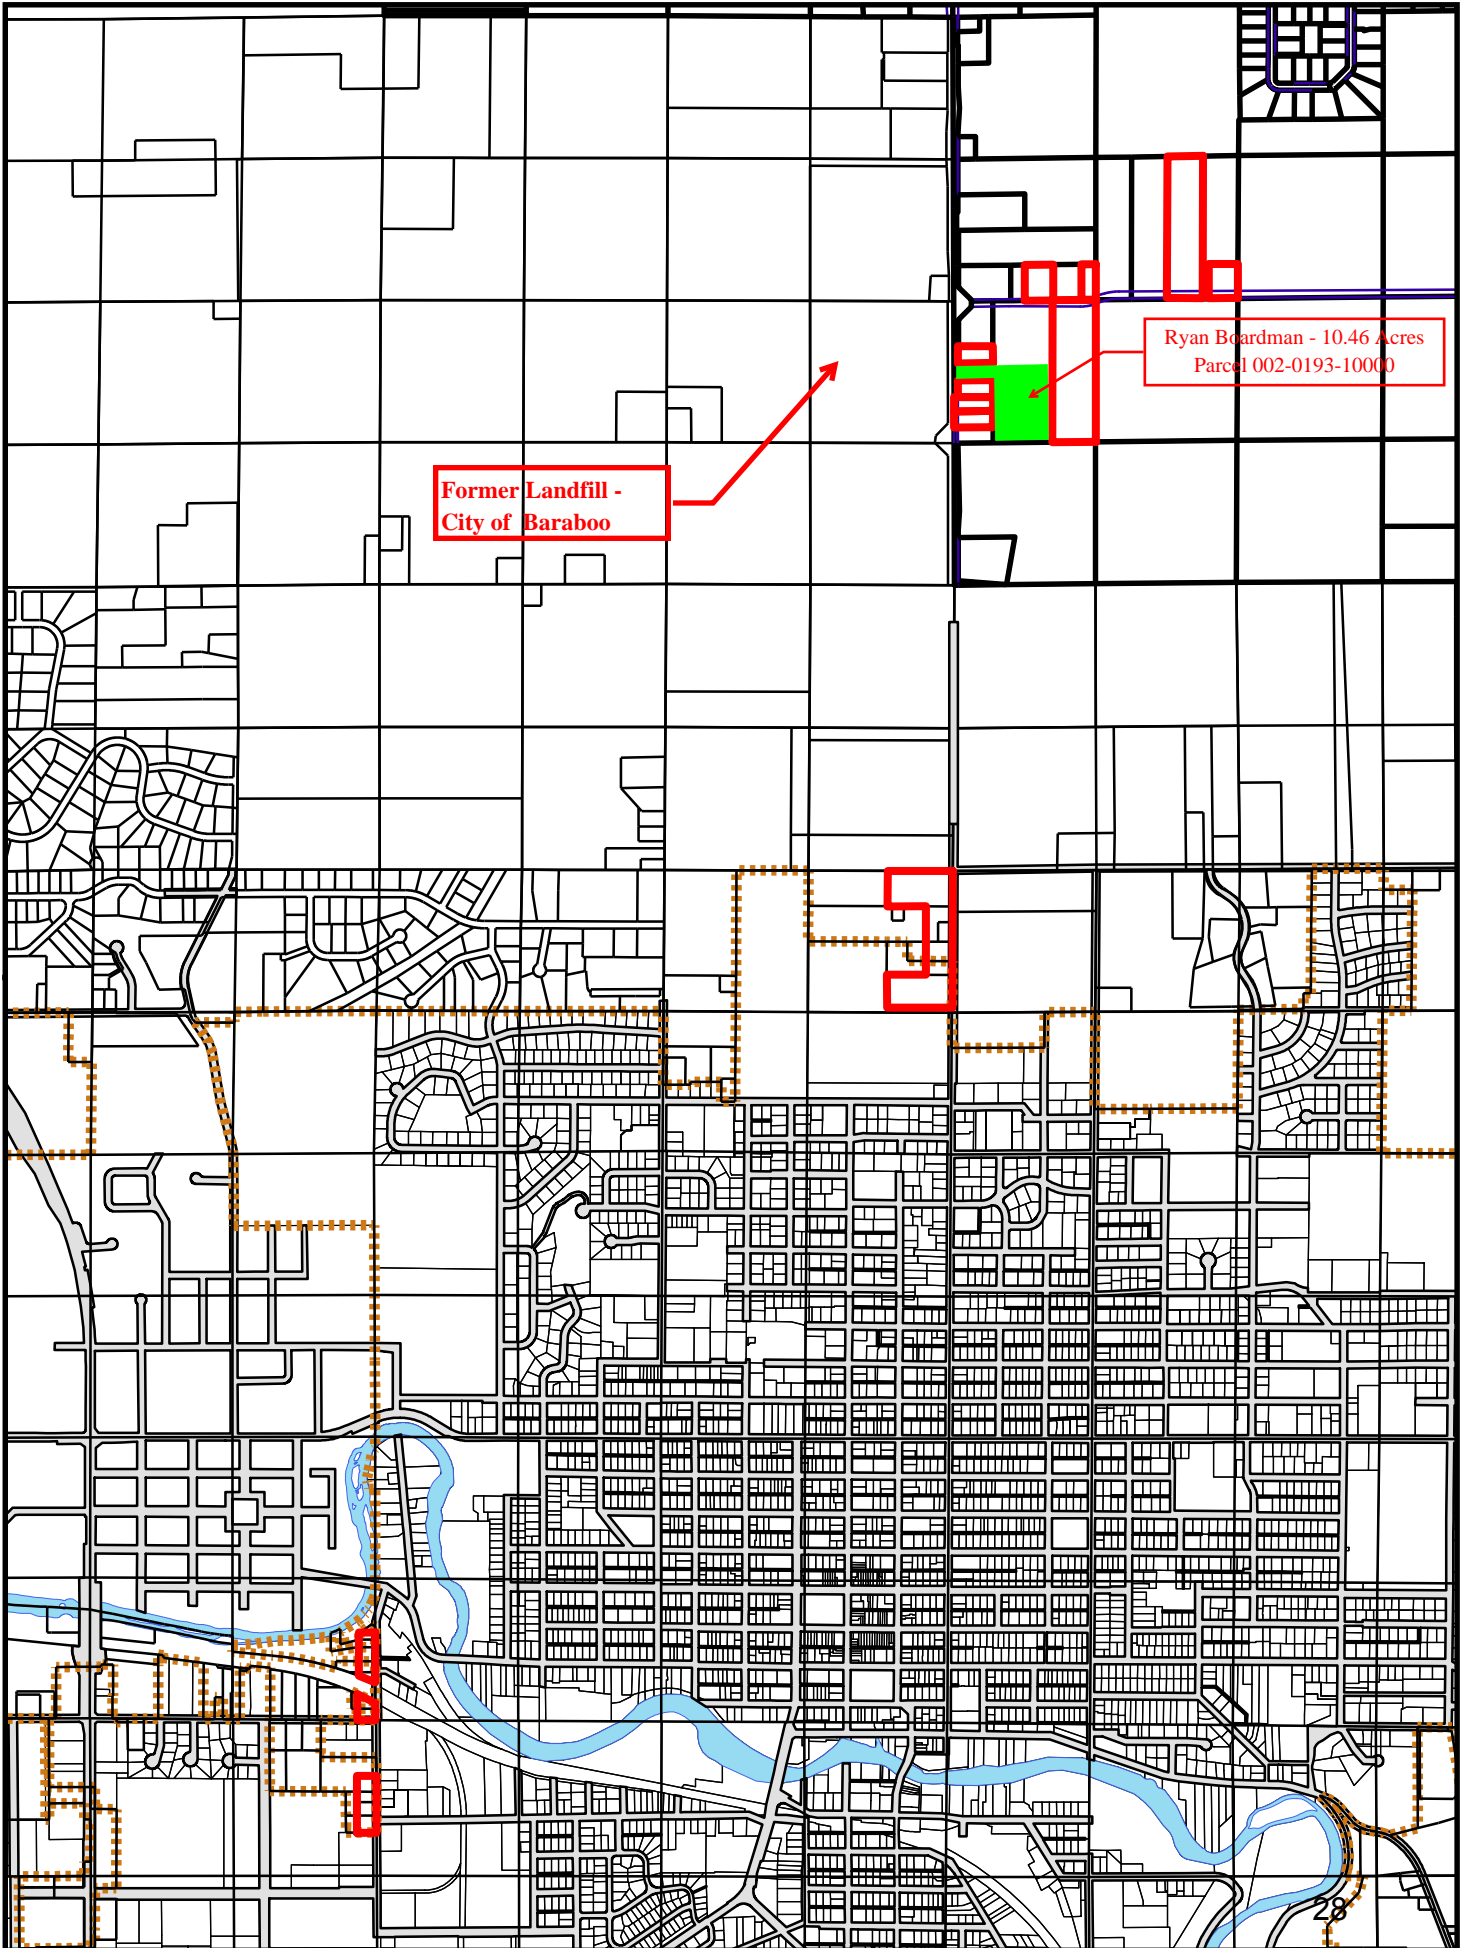 Ryan Boardman - 10.46 Acres
Parcel 002-0193-10000
Former Landfill -
City of Baraboo
28